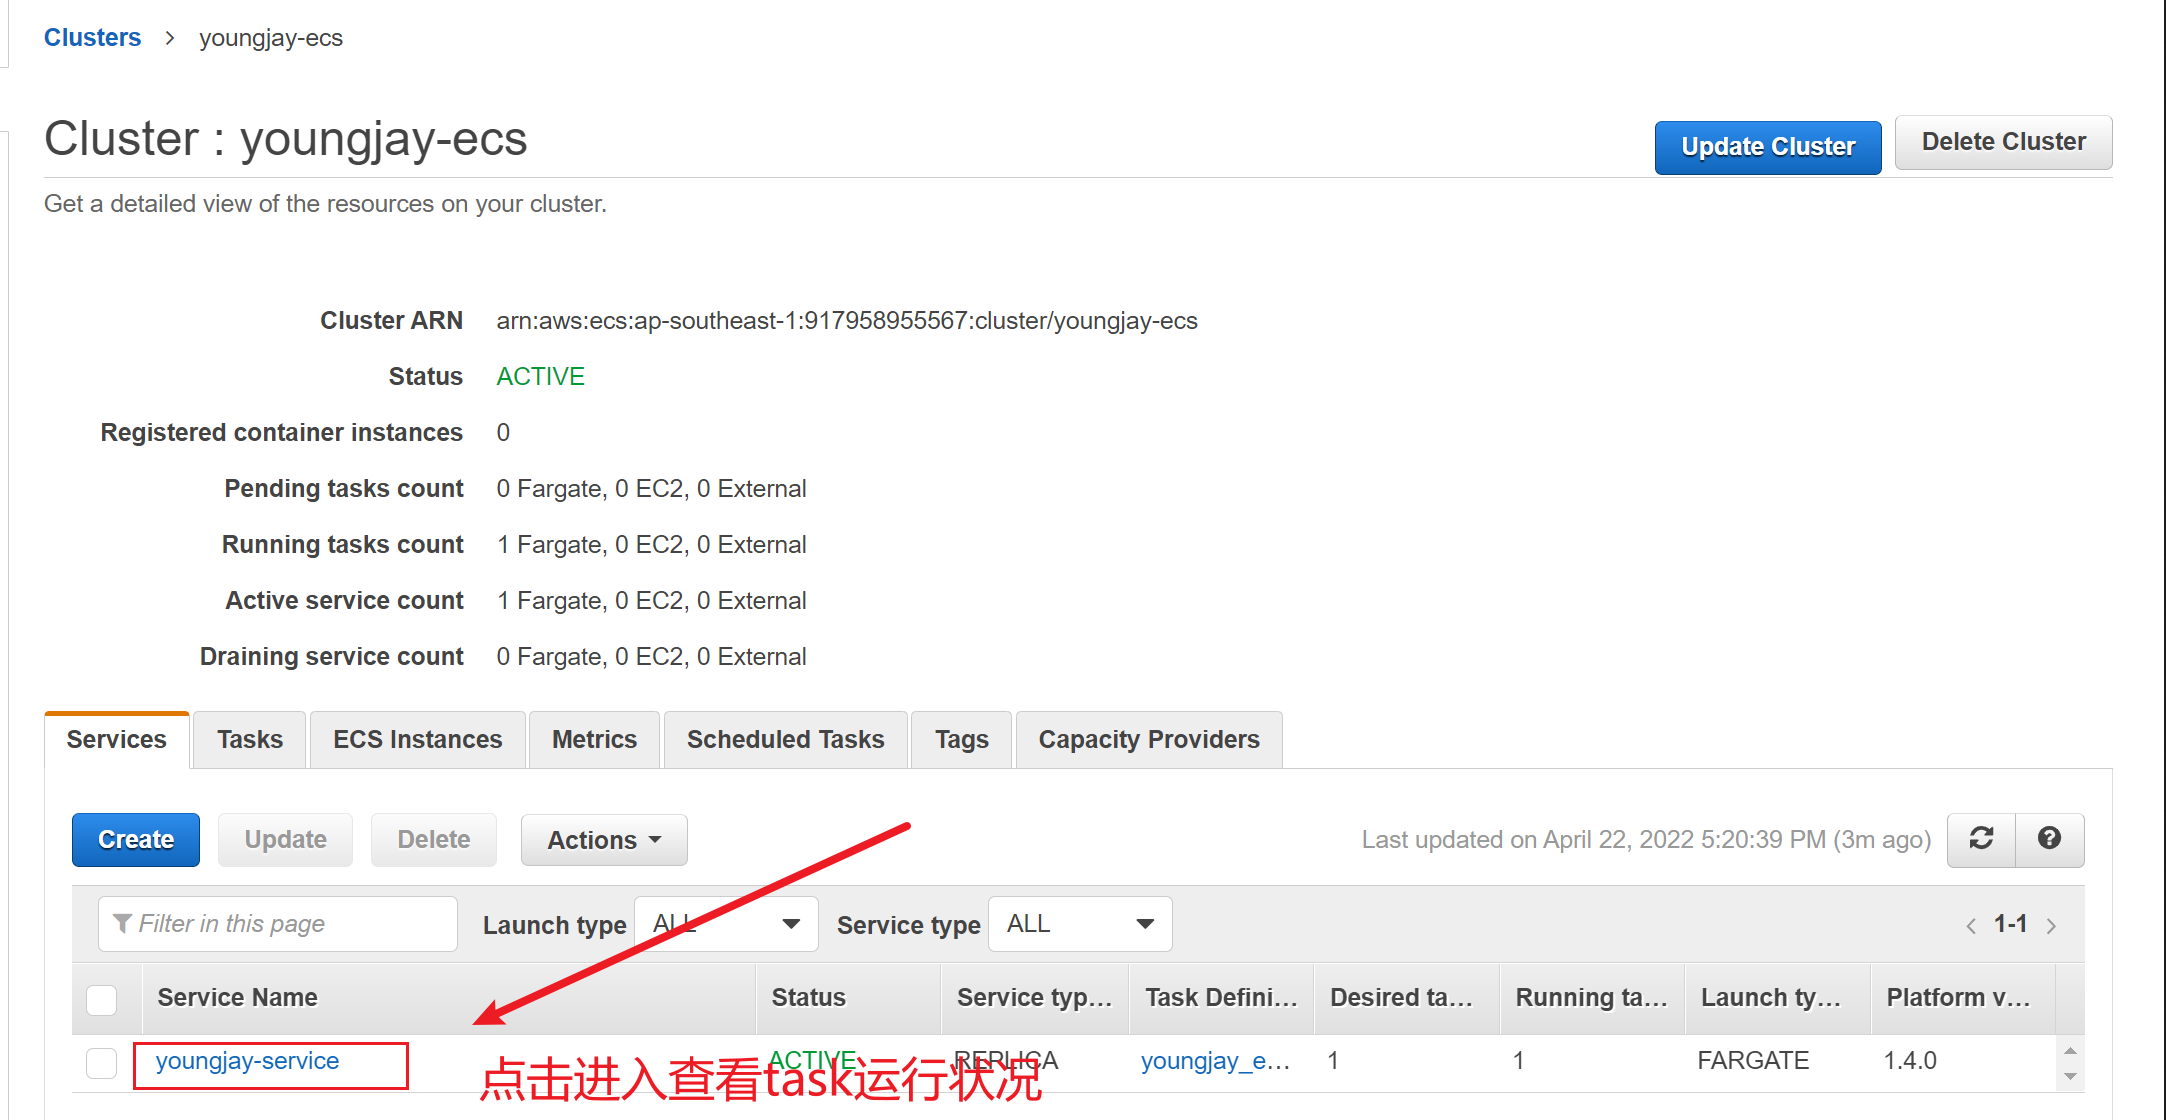 Clusters > youngjay-ecs
Cluster : youngjay-ecs
Update Cluster
Delete Cluster
Get a detailed view of the resources on your cluster.
Cluster ARN arn:aws:ecs:ap-southeast-1:917958955567:cluster/youngjay-ecs
Status ACTIVE
Registered container instances 0
Pending tasks count 0 Fargate, 0 EC2, 0 External
Running tasks count 1 Fargate, 0 EC2, 0 External
Active service count 1 Fargate, 0 EC2, 0 External
Draining service count 0 Fargate, 0 EC2, 0 External
Services Tasks ECS Instances Metrics Scheduled Tasks Tags Capacity Providers
Create Update Delete Actions Last updated on April 22, 2022 5:20:39 PM (3m ago)
Filter in this page Launch type ALL Service type ALL < 1-1 >
Service Name Status Service typ... Task Defini... Desired ta... Running ta... Launch ty... Platform v...
youngjay-service ACTIVE REPLICA youngjay_e... 1 1 FARGATE 1.4.0
点击进入查看task运行状况